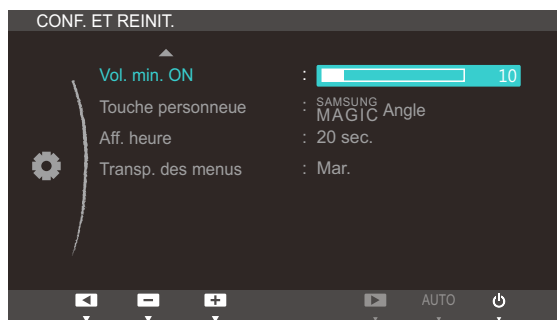 CONF. ET REINIT.
Vol. min. ON : 10
Touche personneue : SAMSUNG MAGIC Angle
Aff. heure : 20 sec.
Transp. des menus : Mar.
AUTO